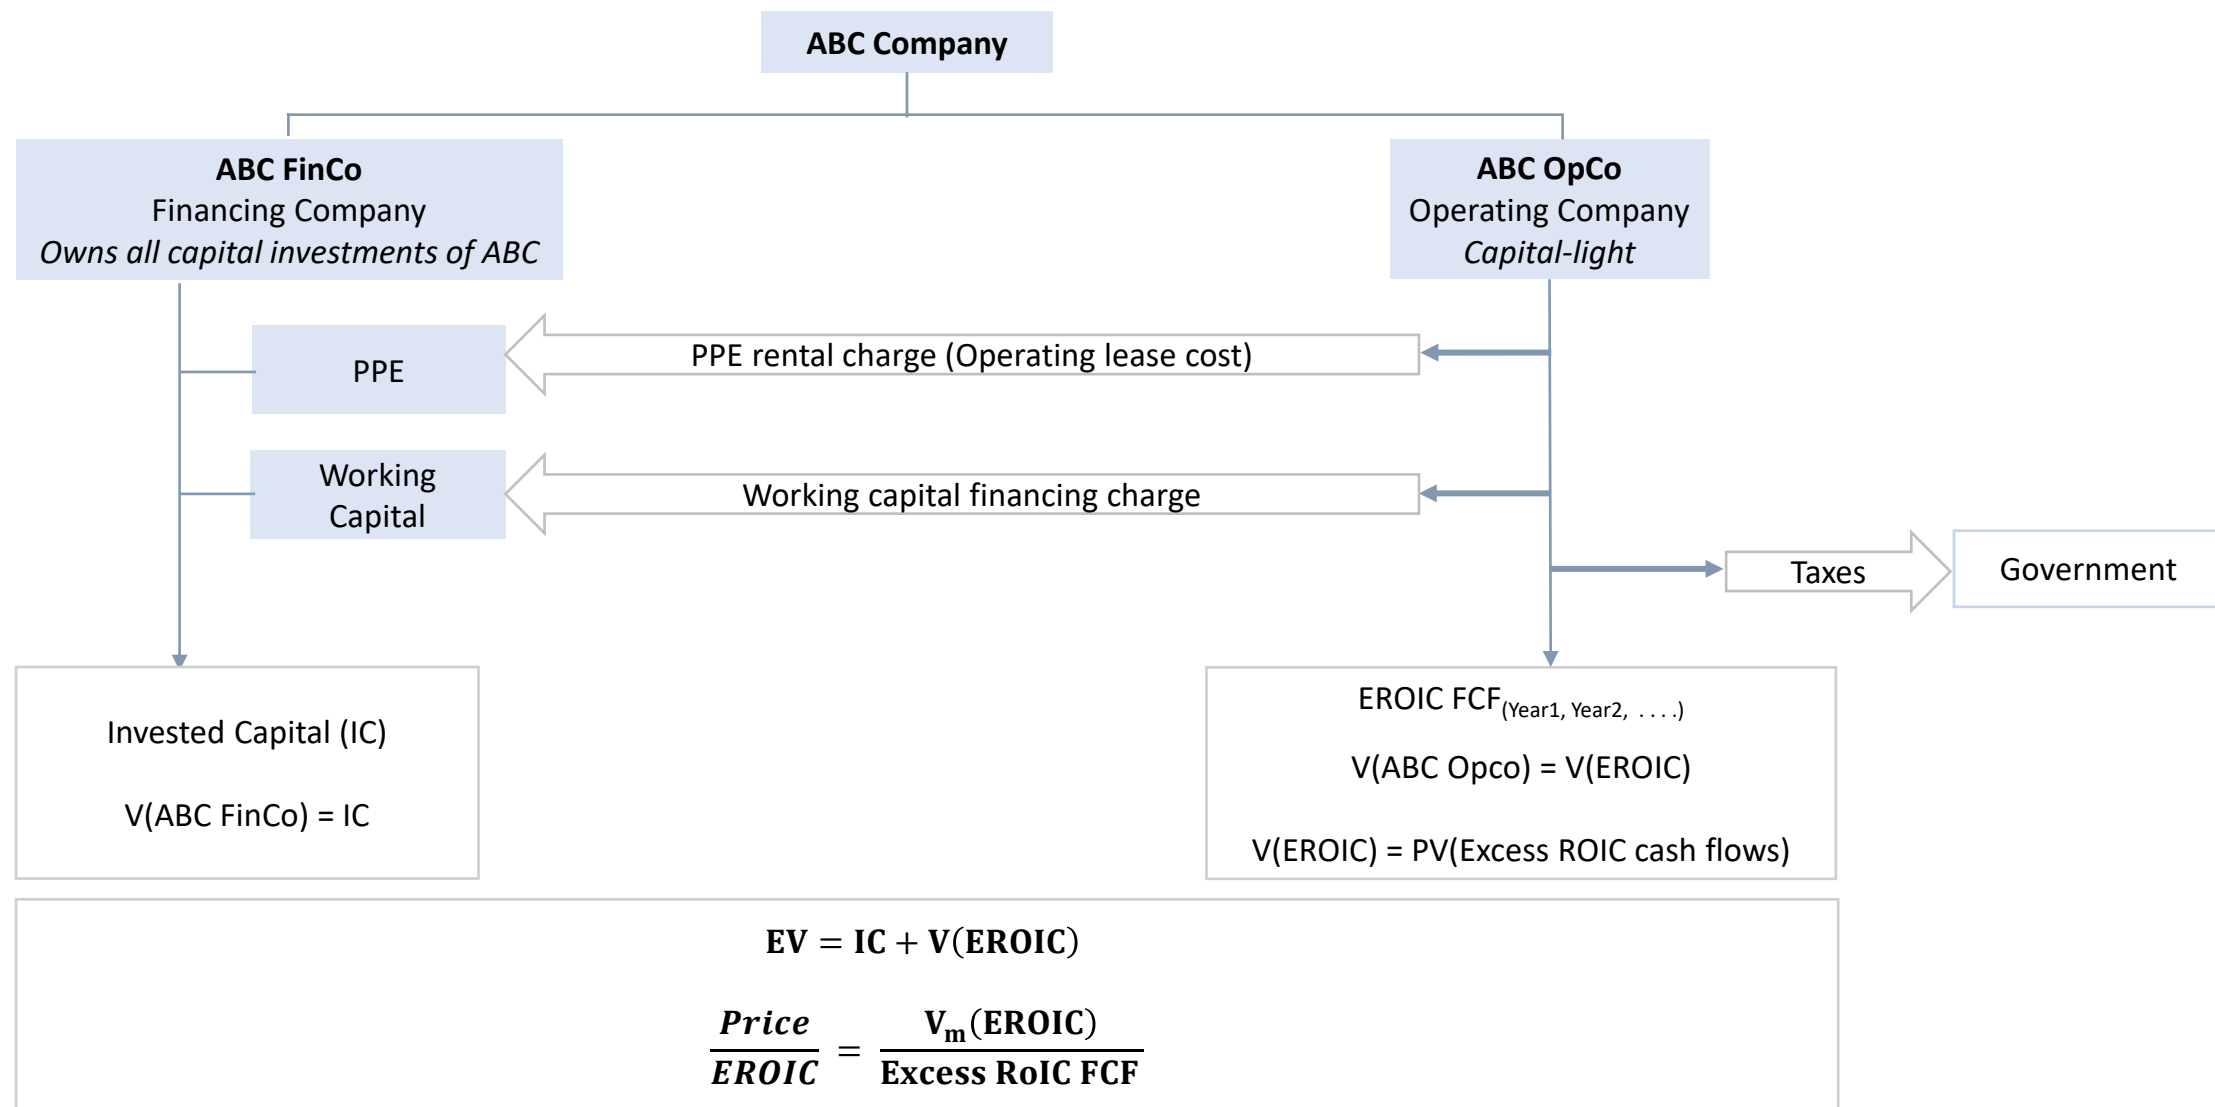 ABC Company
ABC FinCo
Financing Company
Owns all capital investments of ABC
ABC OpCo
Operating Company
Capital-light
PPE
PPE rental charge (Operating lease cost)
Working
Capital
Working capital financing charge
Taxes
Government
Invested Capital (IC)
V(ABC FinCo) = IC
EROIC FCF(Year1, Year2, . . . .)
V(ABC Opco) = V(EROIC)
V(EROIC) = PV(Excess ROIC cash flows)
EV = IC + V(EROIC)
Price / EROIC = Vm(EROIC) / Excess RoIC FCF